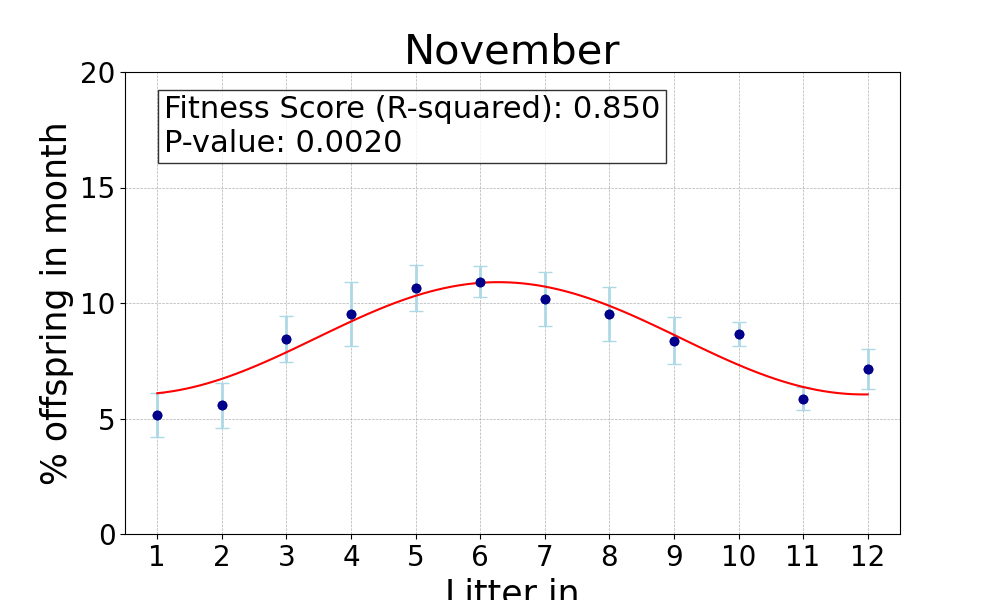 November
Fitness Score (R-squared): 0.850
P-value: 0.0020
% offspring in month
20
15
10
5
0
1 2 3 4 5 6 7 8 9 10 11 12
Litter in